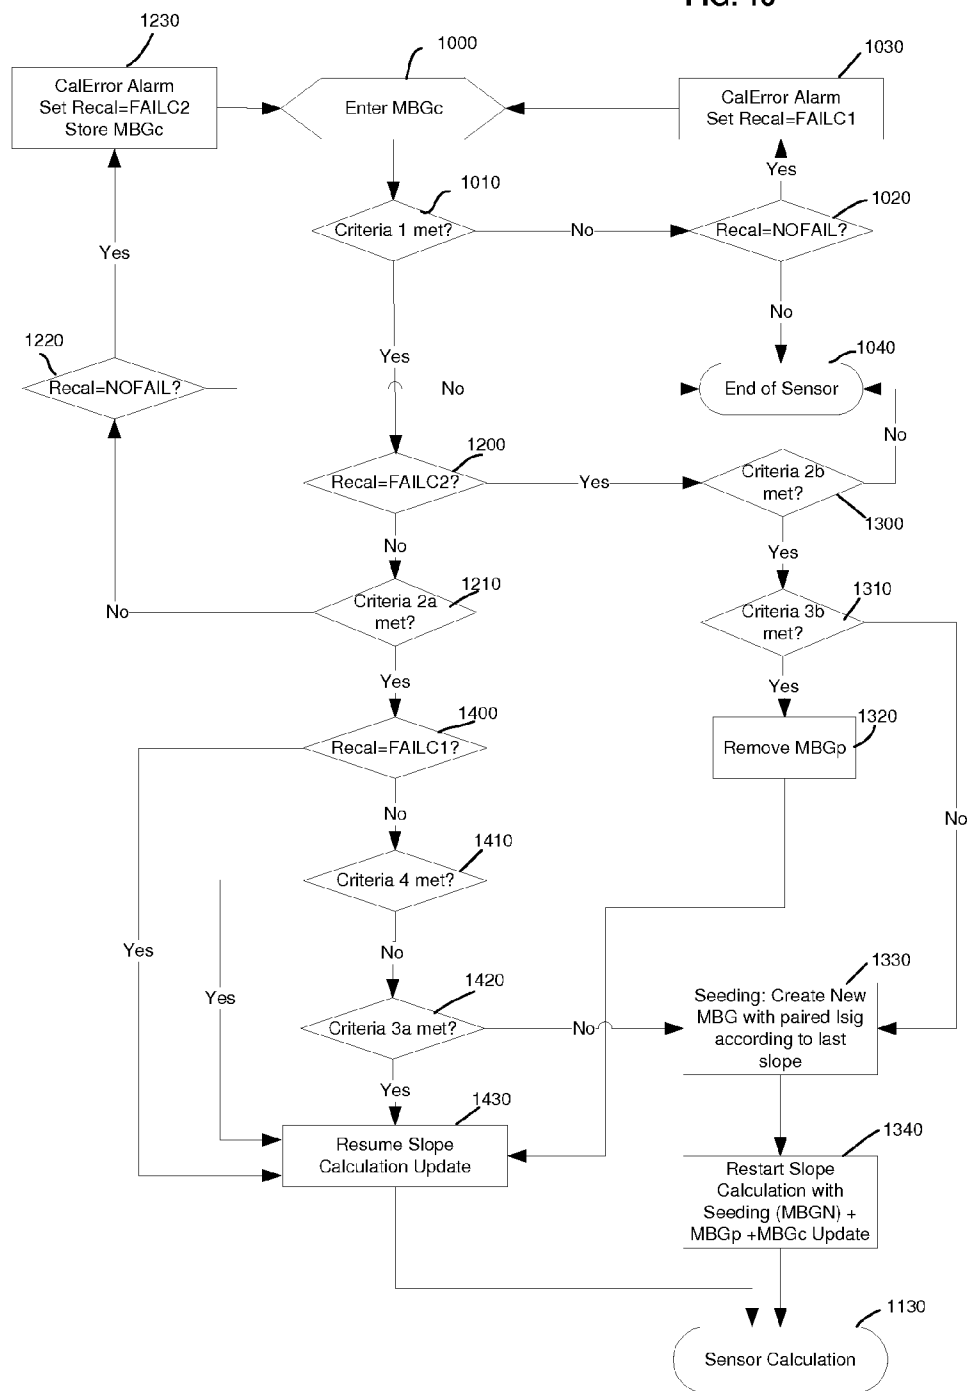 1230
1000
1030
CalError Alarm
Set Recal=FAILC2
Store MBGc
Enter MBGc
CalError Alarm
Set Recal=FAILC1
Yes
1010
1020
Criteria 1 met?
No
Recal=NOFAIL?
Yes
No
1220
1040
Yes
Recal=NOFAIL?
No
End of Sensor
No
1200
Criteria 2b
met?
Recal=FAILC2?
Yes
1300
No
Yes
1210
1310
Criteria 2a
met?
No
Criteria 3b
met?
Yes
Yes
1400
1320
Recal=FAILC1?
Remove MBGp
No
No
1410
Criteria 4 met?
Yes
No
1330
1420
Yes
Seeding: Create New
MBG with paired Isig
according to last
slope
Criteria 3a met?
No
Yes
1430
1340
Resume Slope
Calculation Update
Restart Slope
Calculation with
Seeding (MBGN) +
MBGp +MBGc Update
1130
Sensor Calculation